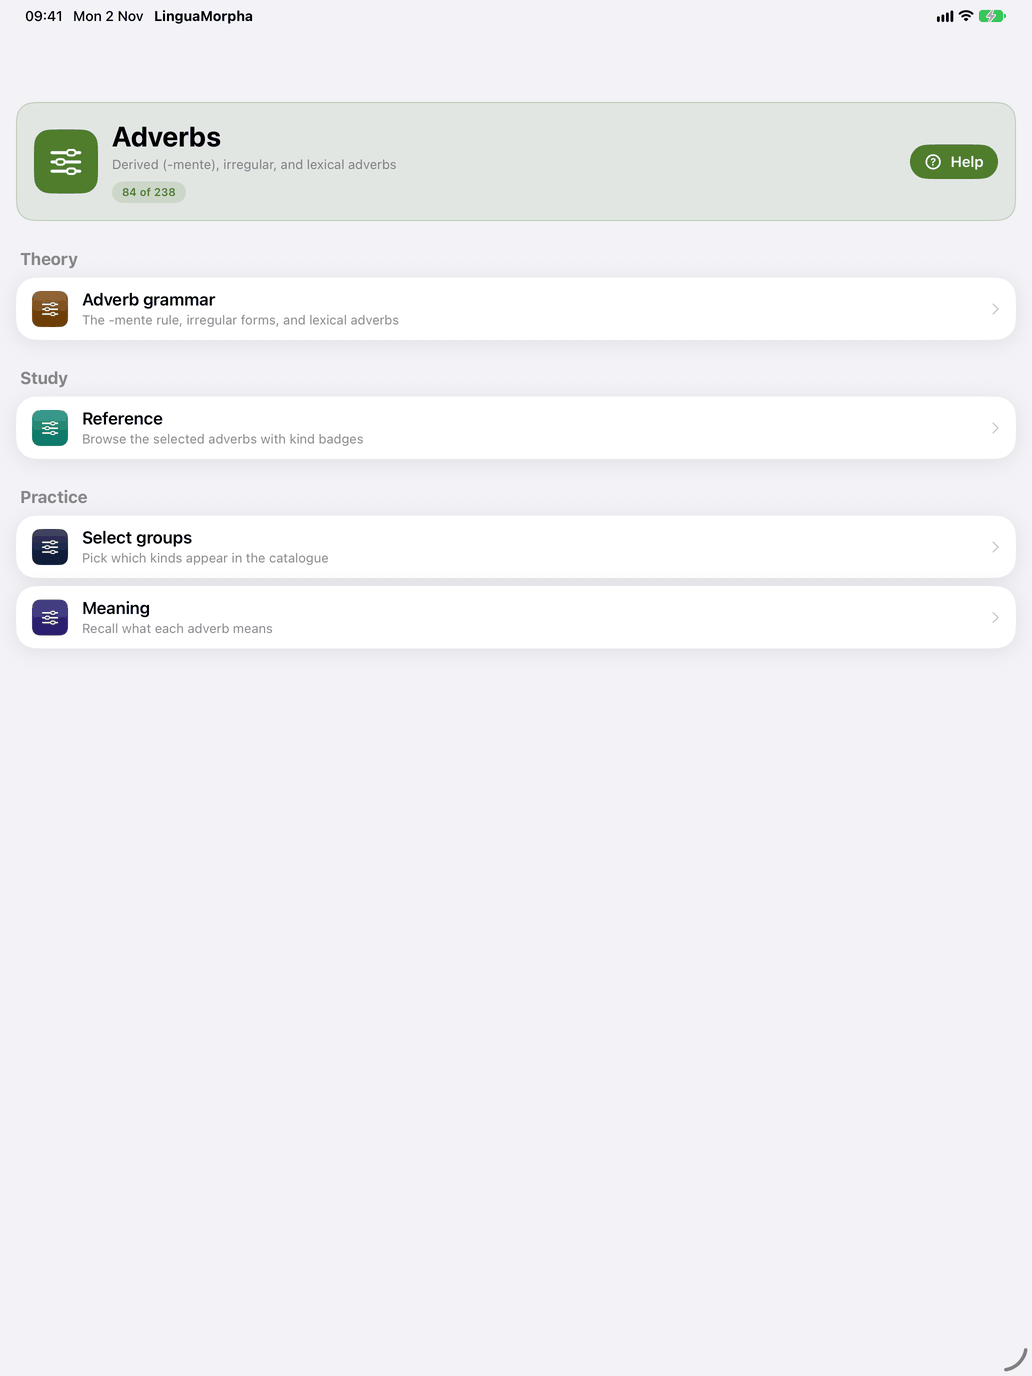 09:41 Mon 2 Nov LinguaMorpha
Adverbs
Derived (-mente), irregular, and lexical adverbs
84 of 238
Help
Theory
Adverb grammar
The -mente rule, irregular forms, and lexical adverbs
Study
Reference
Browse the selected adverbs with kind badges
Practice
Select groups
Pick which kinds appear in the catalogue
Meaning
Recall what each adverb means